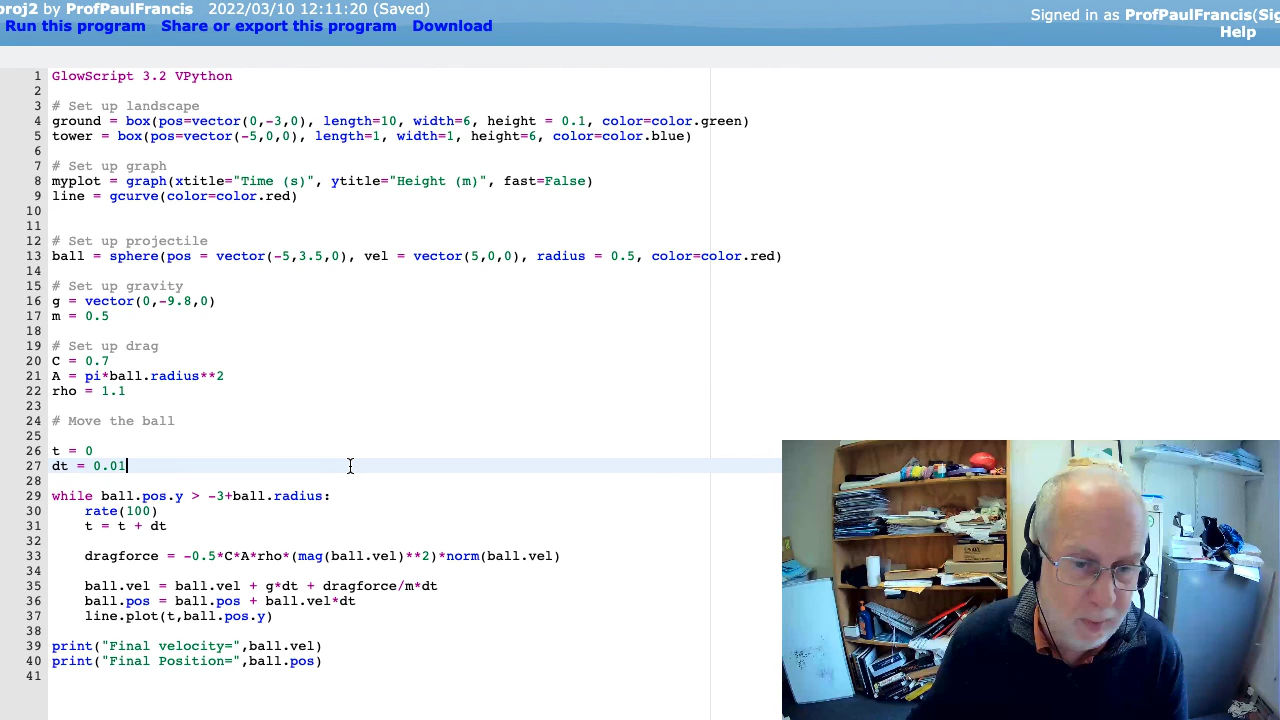 proj2 by ProfPaulFrancis 2022/03/10 12:11:20 (Saved)
Signed in as ProfPaulFrancis(Sig
Run this program Share or export this program Download
Help
1 GlowScript 3.2 VPython
2
3 # Set up landscape
4 ground = box(pos=vector(0,-3,0), length=10, width=6, height = 0.1, color=color.green)
5 tower = box(pos=vector(-5,0,0), length=1, width=1, height=6, color=color.blue)
6
7 # Set up graph
8 myplot = graph(xtitle="Time (s)", ytitle="Height (m)", fast=False)
9 line = gcurve(color=color.red)
10
11
12 # Set up projectile
13 ball = sphere(pos = vector(-5,3.5,0), vel = vector(5,0,0), radius = 0.5, color=color.red)
14
15 # Set up gravity
16 g = vector(0,-9.8,0)
17 m = 0.5
18
19 # Set up drag
20 C = 0.7
21 A = pi*ball.radius**2
22 rho = 1.1
23
24 # Move the ball
25
26 t = 0
27 dt = 0.01
28
29 while ball.pos.y > -3+ball.radius:
30     rate(100)
31     t = t + dt
32
33     dragforce = -0.5*C*A*rho*(mag(ball.vel)**2)*norm(ball.vel)
34
35     ball.vel = ball.vel + g*dt + dragforce/m*dt
36     ball.pos = ball.pos + ball.vel*dt
37     line.plot(t,ball.pos.y)
38
39 print("Final velocity=",ball.vel)
40 print("Final Position=",ball.pos)
41